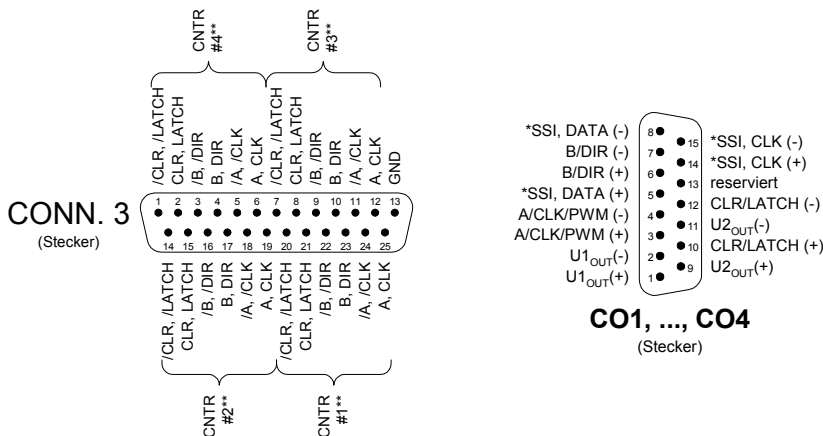 CNTR
#4**
CNTR
#3**
/CLR, /LATCH
CLR, LATCH
/B, /DIR
B, DIR
/A, /CLK
A, CLK
/CLR, /LATCH
CLR, LATCH
/B, /DIR
B, DIR
/A, /CLK
A, CLK
GND
CONN. 3
(Stecker)
1 2 3 4 5 6 7 8 9 10 11 12 13
14 15 16 17 18 19 20 21 22 23 24 25
/CLR, /LATCH
CLR, LATCH
/B, /DIR
B, DIR
/A, /CLK
A, CLK
/CLR, /LATCH
CLR, LATCH
/B, /DIR
B, DIR
/A, /CLK
A, CLK
CNTR
#2**
CNTR
#1**
*SSI, DATA (-) 8
B/DIR (-) 7
B/DIR (+) 6
*SSI, DATA (+) 5
A/CLK/PWM (-) 4
A/CLK/PWM (+) 3
U1OUT(-) 2
U1OUT(+) 1
15 *SSI, CLK (-)
14 *SSI, CLK (+)
13 reserviert
12 CLR/LATCH (-)
11 U2OUT(-)
10 CLR/LATCH (+)
9 U2OUT(+)
CO1, ..., CO4
(Stecker)